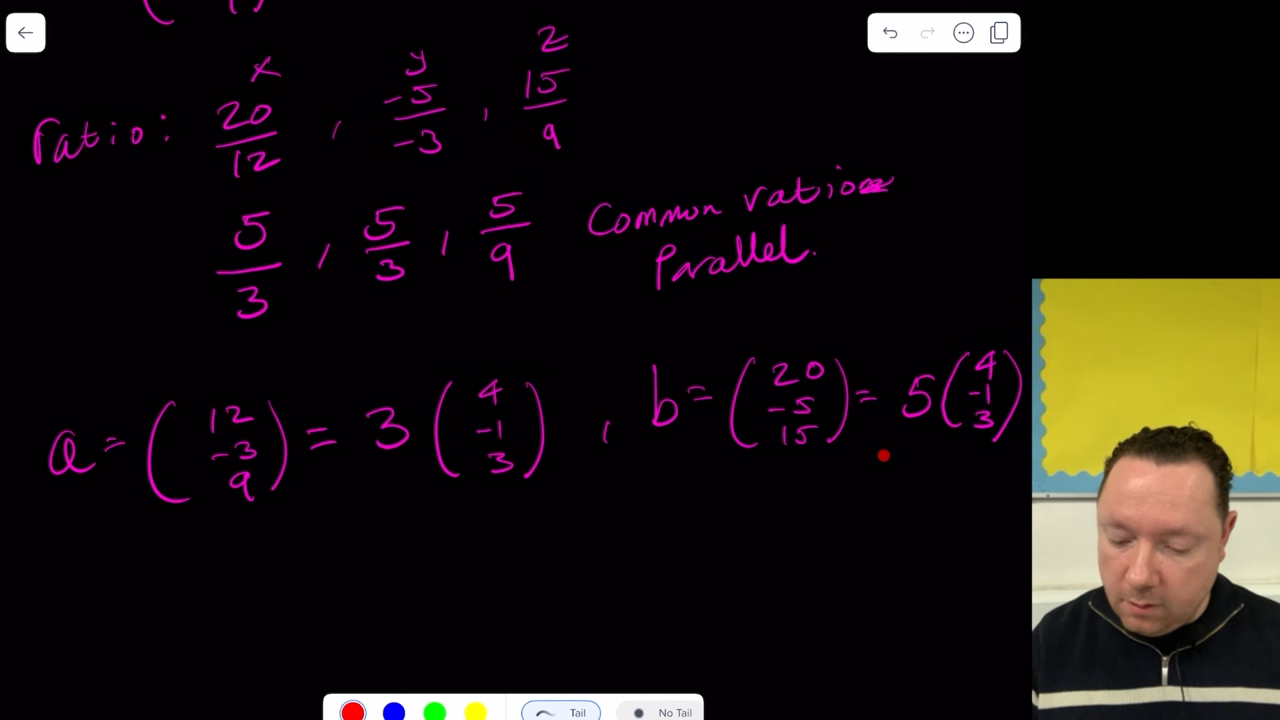 x y z
ratio: 20/12 , -5/-3 , 15/9
5/3 , 5/3 , 5/9 Common ratio
Parallel.
a = (12 -3 9) = 3 (4 -1 3) , b = (20 -5 15) = 5 (4 -1 3)
Tail No Tail